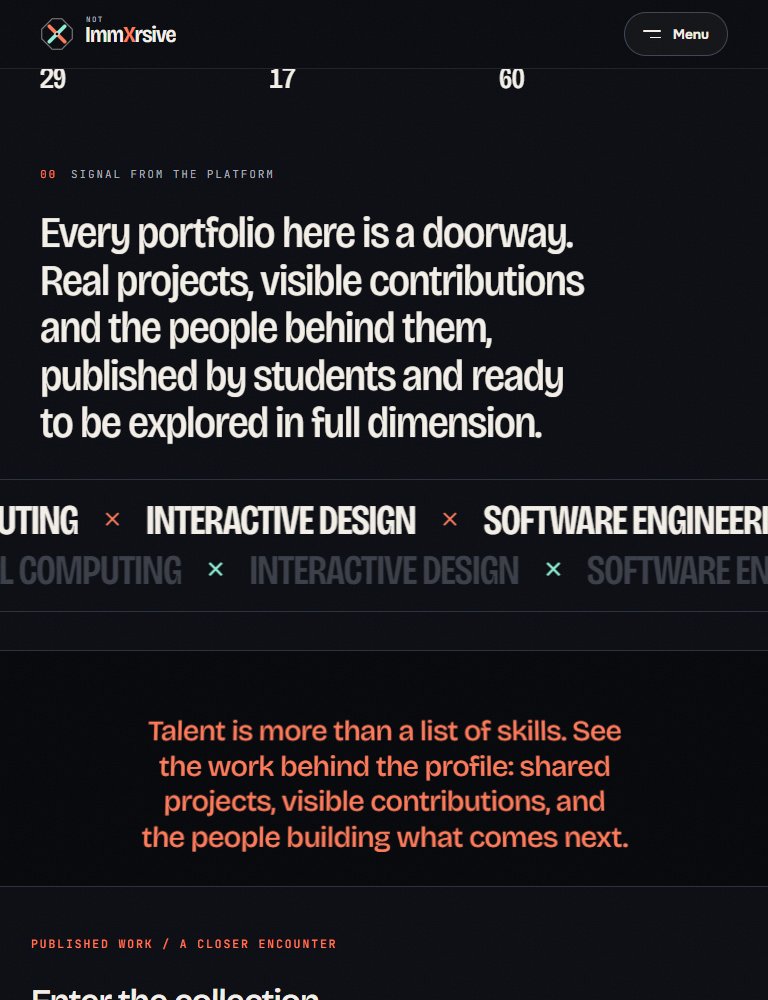 NOT
ImmXrsive
Menu
29 17 60
00 SIGNAL FROM THE PLATFORM
Every portfolio here is a doorway.
Real projects, visible contributions
and the people behind them,
published by students and ready
to be explored in full dimension.
UTING × INTERACTIVE DESIGN × SOFTWARE ENGINEERI
L COMPUTING × INTERACTIVE DESIGN × SOFTWARE EN
Talent is more than a list of skills. See
the work behind the profile: shared
projects, visible contributions, and
the people building what comes next.
PUBLISHED WORK / A CLOSER ENCOUNTER
Enter the collection